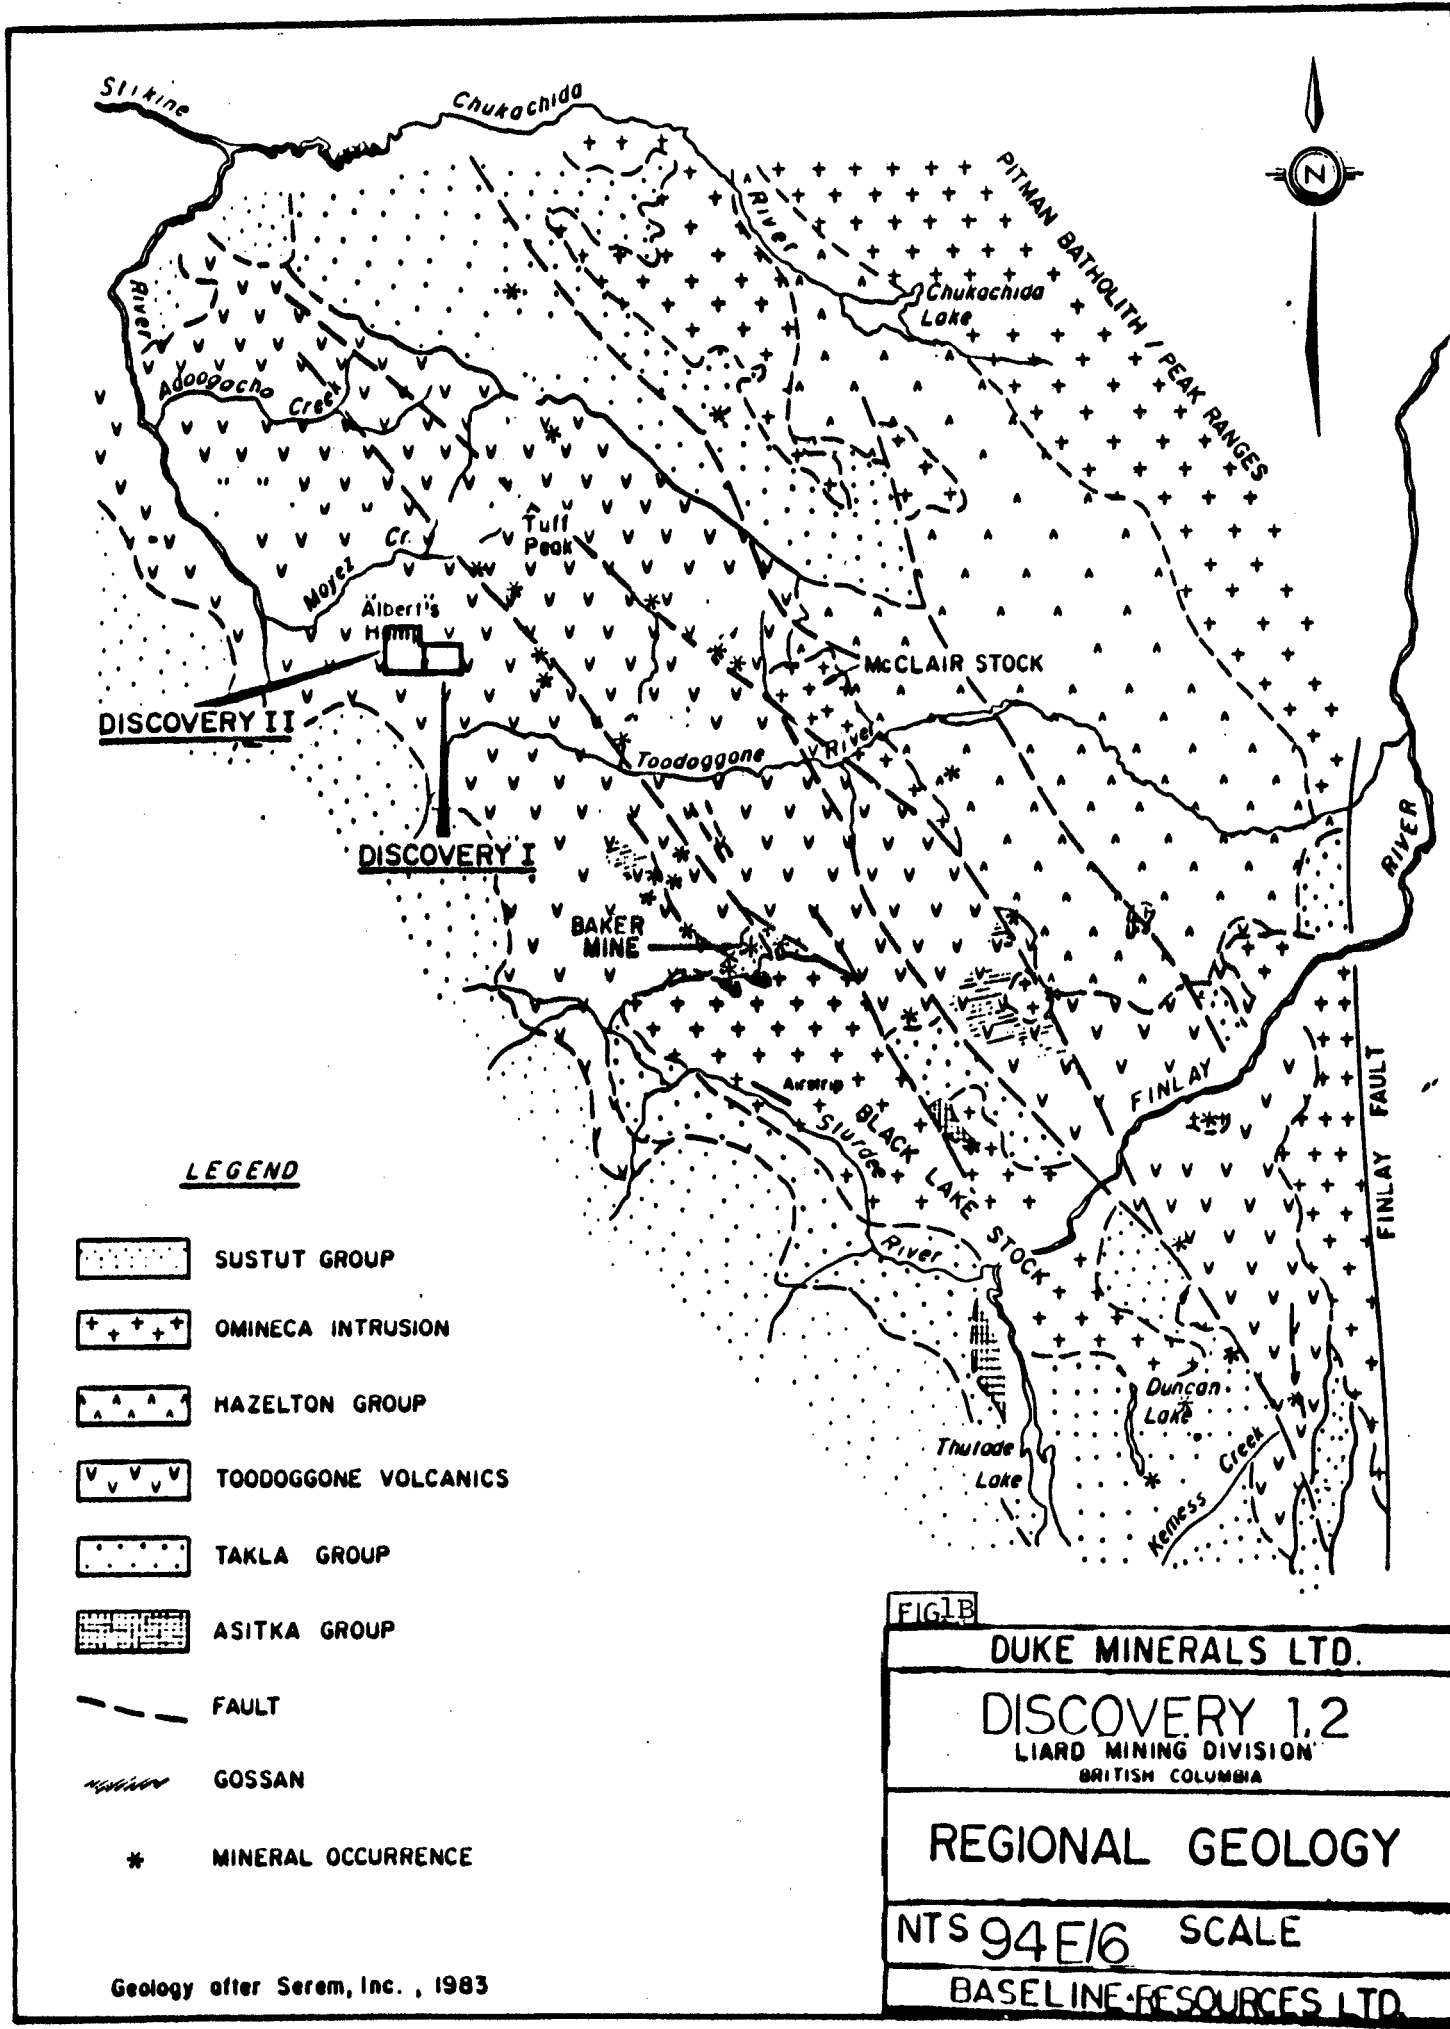 Stikine
Chukachida
River
PITMAN BATHOLITH / PEAK RANGES
N
River
Chukachida
Lake
Adoogacho
Creek
Tuff
Peak
Cr.
Moyez
Albert's
Hump
McCLAIR STOCK
DISCOVERY II
Toodoggone
River
DISCOVERY I
RIVER
BAKER
MINE
Airstrip
FINLAY
FINLAY FAULT
BLACK LAKE STOCK
Sturdee
River
Duncan
Lake
Thutade
Lake
Kemess Creek
LEGEND
SUSTUT GROUP
OMINECA INTRUSION
HAZELTON GROUP
TOODOGGONE VOLCANICS
TAKLA GROUP
ASITKA GROUP
FAULT
GOSSAN
MINERAL OCCURRENCE
Geology after Serem, Inc., 1983
FIG1B
DUKE MINERALS LTD.
DISCOVERY 1,2
LIARD MINING DIVISION
BRITISH COLUMBIA
REGIONAL GEOLOGY
NTS 94E/6 SCALE
BASELINE RESOURCES LTD.